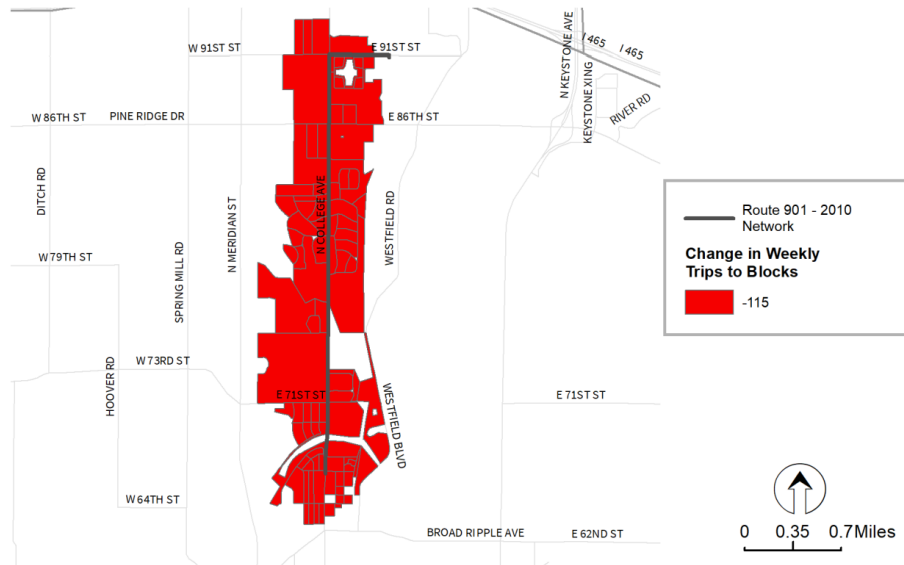 W 91ST ST
E 91ST ST
I 465
I 465
N KEYSTONE AVE
KEYSTONE XING
RIVER RD
W 86TH ST
PINE RIDGE DR
E 86TH ST
DITCH RD
SPRING MILL RD
N MERIDIAN ST
N COLLEGE AVE
WESTFIELD RD
W 79TH ST
HOOVER RD
W 73RD ST
E 71ST ST
WESTFIELD BLVD
E 71ST ST
W 64TH ST
BROAD RIPPLE AVE
E 62ND ST
Route 901 - 2010
Network
Change in Weekly
Trips to Blocks
-115
0 0.35 0.7Miles